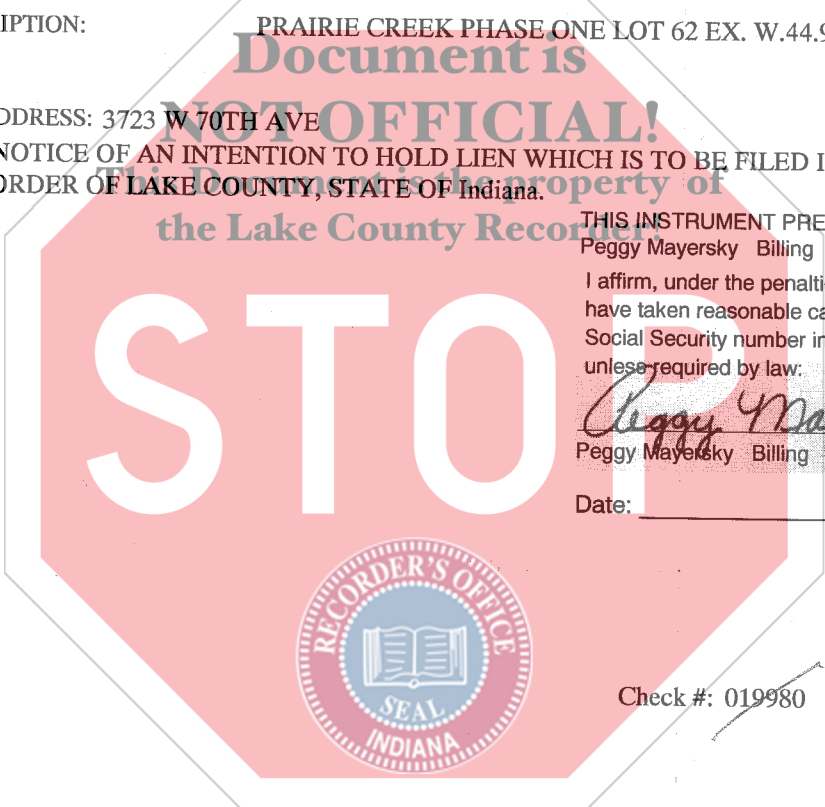 IPTION: PRAIRIE CREEK PHASE ONE LOT 62 EX. W.44.9
Document is
DDRESS: 3723 W 70TH AVE
NOT OFFICIAL!
NOTICE OF AN INTENTION TO HOLD LIEN WHICH IS TO BE FILED I
This Document is the property of
ORDER OF LAKE COUNTY, STATE OF Indiana.
the Lake County Recorder!
THIS INSTRUMENT PRE
Peggy Mayersky Billing
I affirm, under the penalti
have taken reasonable ca
Social Security number in
unless required by law:
Peggy Ma
Peggy Mayersky Billing
Date:
STOP
RECORDER'S OFFICE
SEAL
INDIANA
Check #: 019980